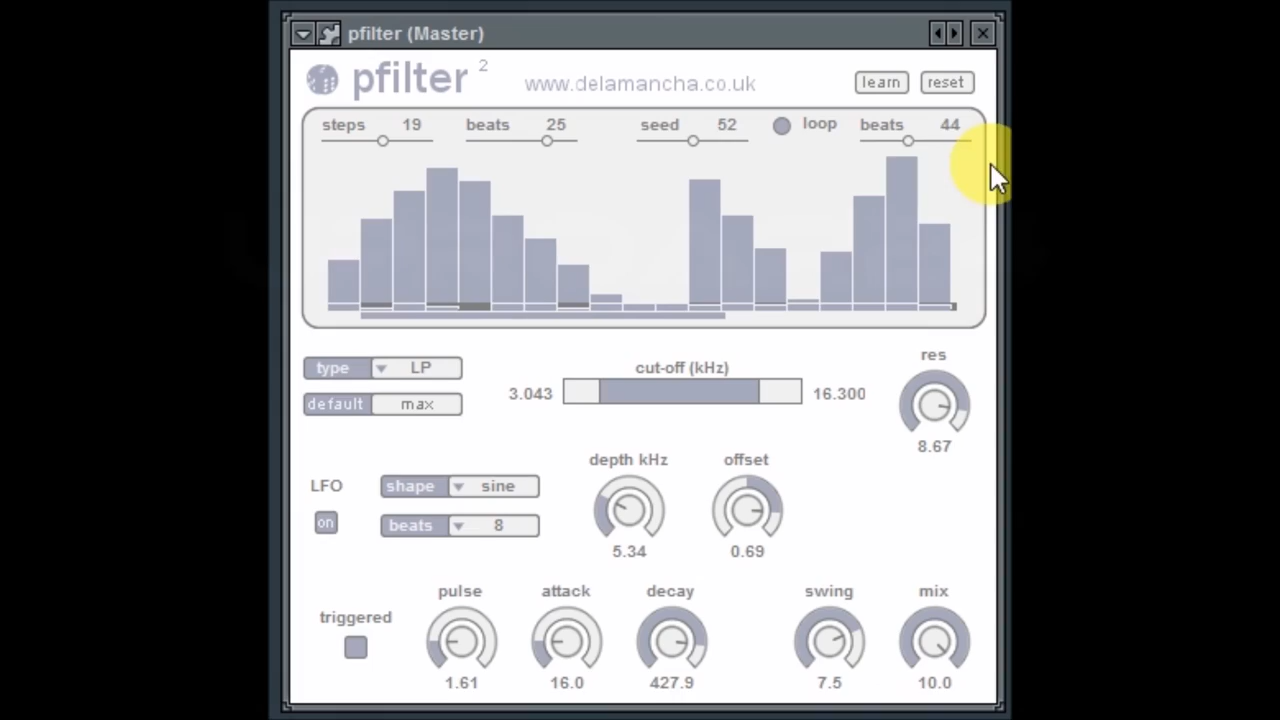 pfilter (Master)
pfilter 2 www.delamancha.co.uk learn reset
steps 19 beats 25 seed 52 loop beats 44
type LP
default max
cut-off (kHz)
3.043 16.300
res
8.67
LFO
on
shape sine
beats 8
depth kHz
5.34
offset
0.69
triggered
pulse
1.61
attack
16.0
decay
427.9
swing
7.5
mix
10.0